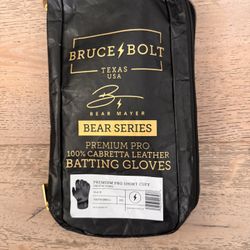 BRUCE BOLT
TEXAS
USA
BEAR MAYER
BEAR SERIES
PREMIUM PRO
100% CABRETTA LEATHER
BATTING GLOVES
PREMIUM PRO SHORT CUFF